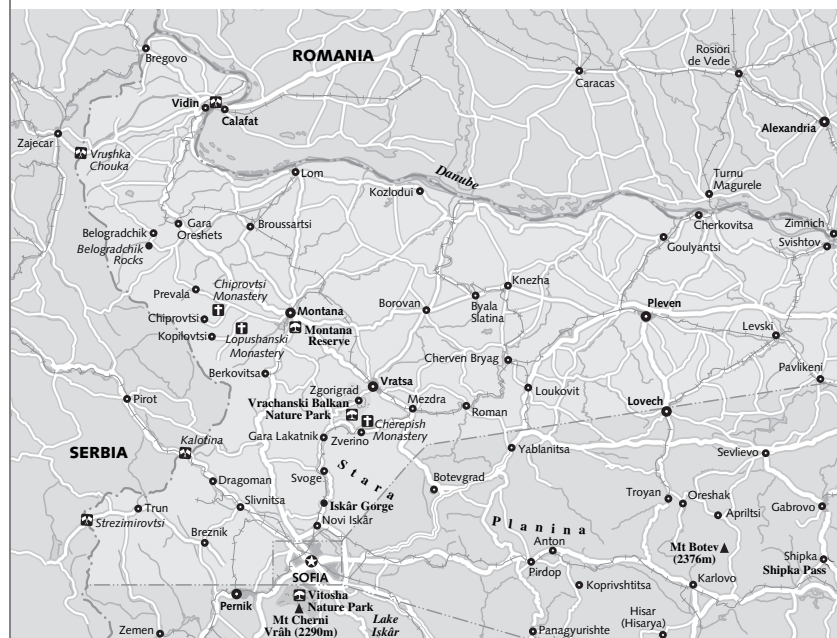 ROMANIA
Bregovo
Rosiori
de Vede
Caracas
Vidin
Calafat
Alexandria
Zajecar
Vrushka
Chouka
Danube
Lom
Kozloduî
Turnu
Magurele
Cherkovitsa
Zimnich
Svishtov
Gara
Oreshets
Broussartsi
Belogradchik
Belogradchik
Rocks
Goulyantsi
Chiprovtsi
Monastery
Prevala
Knezha
Borovan
Byala
Slatina
Montana
Pleven
Montana
Reserve
Chiprovtsi
Kopilovtsi
Lopushanski
Monastery
Levski
Cherven Bryag
Pavlikeni
Berkovitsa
Vratsa
Zgorigrad
Loukovit
Pirot
Vrachanski Balkan
Nature Park
Mezdra
Roman
Lovech
Cherepish
Monastery
Gara Lakatnik
Zverino
Kalotina
SERBIA
Yablanitsa
Sevlievo
Svoge
Stara
Botevgrad
Dragoman
Troyan
Oreshak
Gabrovo
Apriltsi
Slivnitsa
Iskâr Gorge
Trun
Strezimirovtsi
Novi Iskâr
Planina
Breznik
Anton
Mt Botev
(2376m)
Shipka
Shipka Pass
SOFIA
Pirdop
Koprivshtitsa
Karlovo
Pernik
Vitosha
Nature Park
Mt Cherni
Vrâh (2290m)
Lake
Iskâr
Hisar
(Hisarya)
Zemen
Panagyurishte